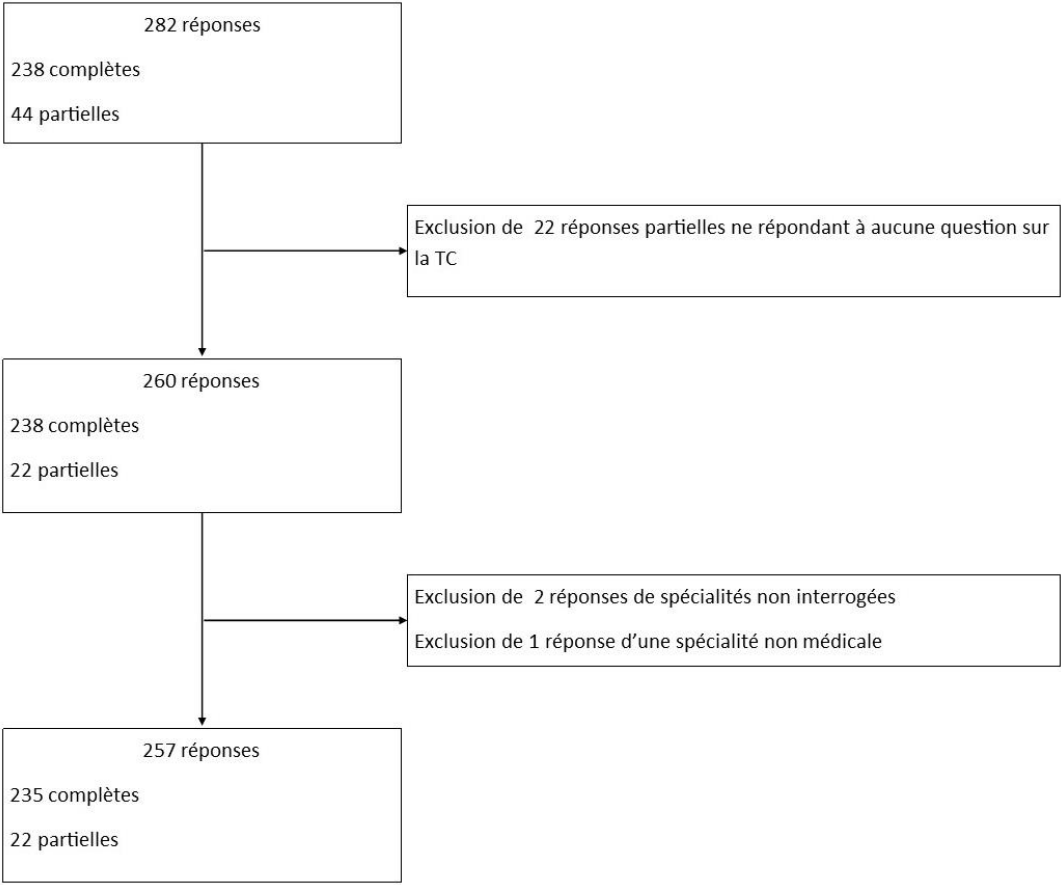 282 réponses
238 complètes
44 partielles
Exclusion de  22 réponses partielles ne répondant à aucune question sur
la TC
260 réponses
238 complètes
22 partielles
Exclusion de  2 réponses de spécialités non interrogées
Exclusion de 1 réponse d’une spécialité non médicale
257 réponses
235 complètes
22 partielles